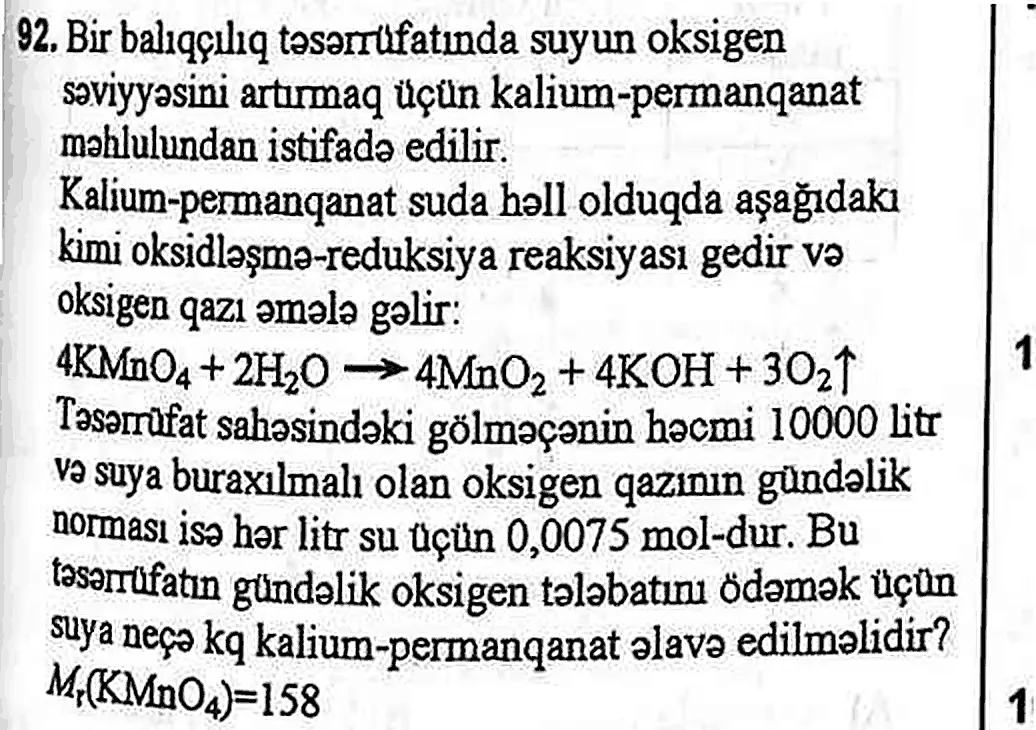 92. Bir balıqçılıq təsərrüfatında suyun oksigen
səviyyəsini artırmaq üçün kalium-permanqanat
məhlulundan istifadə edilir.
Kalium-permanqanat suda həll olduqda aşağıdakı
kimi oksidləşmə-reduksiya reaksiyası gedir və
oksigen qazı əmələ gəlir:
4KMnO₄ + 2H₂O → 4MnO₂ + 4KOH + 3O₂↑
Təsərrüfat sahəsindəki gölməçənin həcmi 10000 litr
və suya buraxılmalı olan oksigen qazının gündəlik
norması isə hər litr su üçün 0,0075 mol-dur. Bu
təsərrüfatın gündəlik oksigen tələbatını ödəmək üçün
suya neçə kq kalium-permanqanat əlavə edilməlidir?
Mᵣ(KMnO₄)=158
1
1